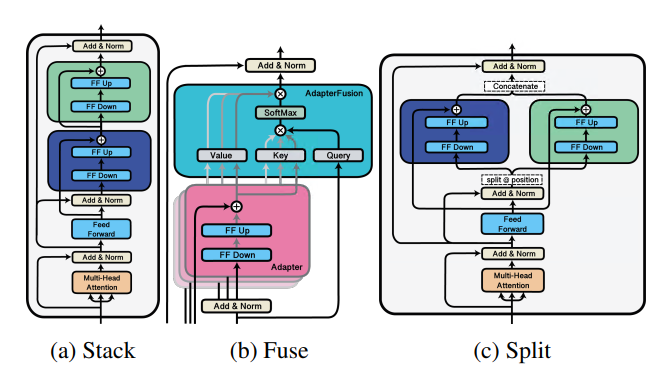 Add & Norm
FF Up
FF Down
FF Up
FF Down
Add & Norm
Feed
Forward
Add & Norm
Multi-Head
Attention
(a) Stack
Add & Norm
AdapterFusion
SoftMax
Value
Key
Query
FF Up
FF Down
Adapter
Add & Norm
(b) Fuse
Add & Norm
Concatenate
FF Up
FF Down
FF Up
FF Down
split @ position
Add & Norm
Feed
Forward
Add & Norm
Multi-Head
Attention
(c) Split